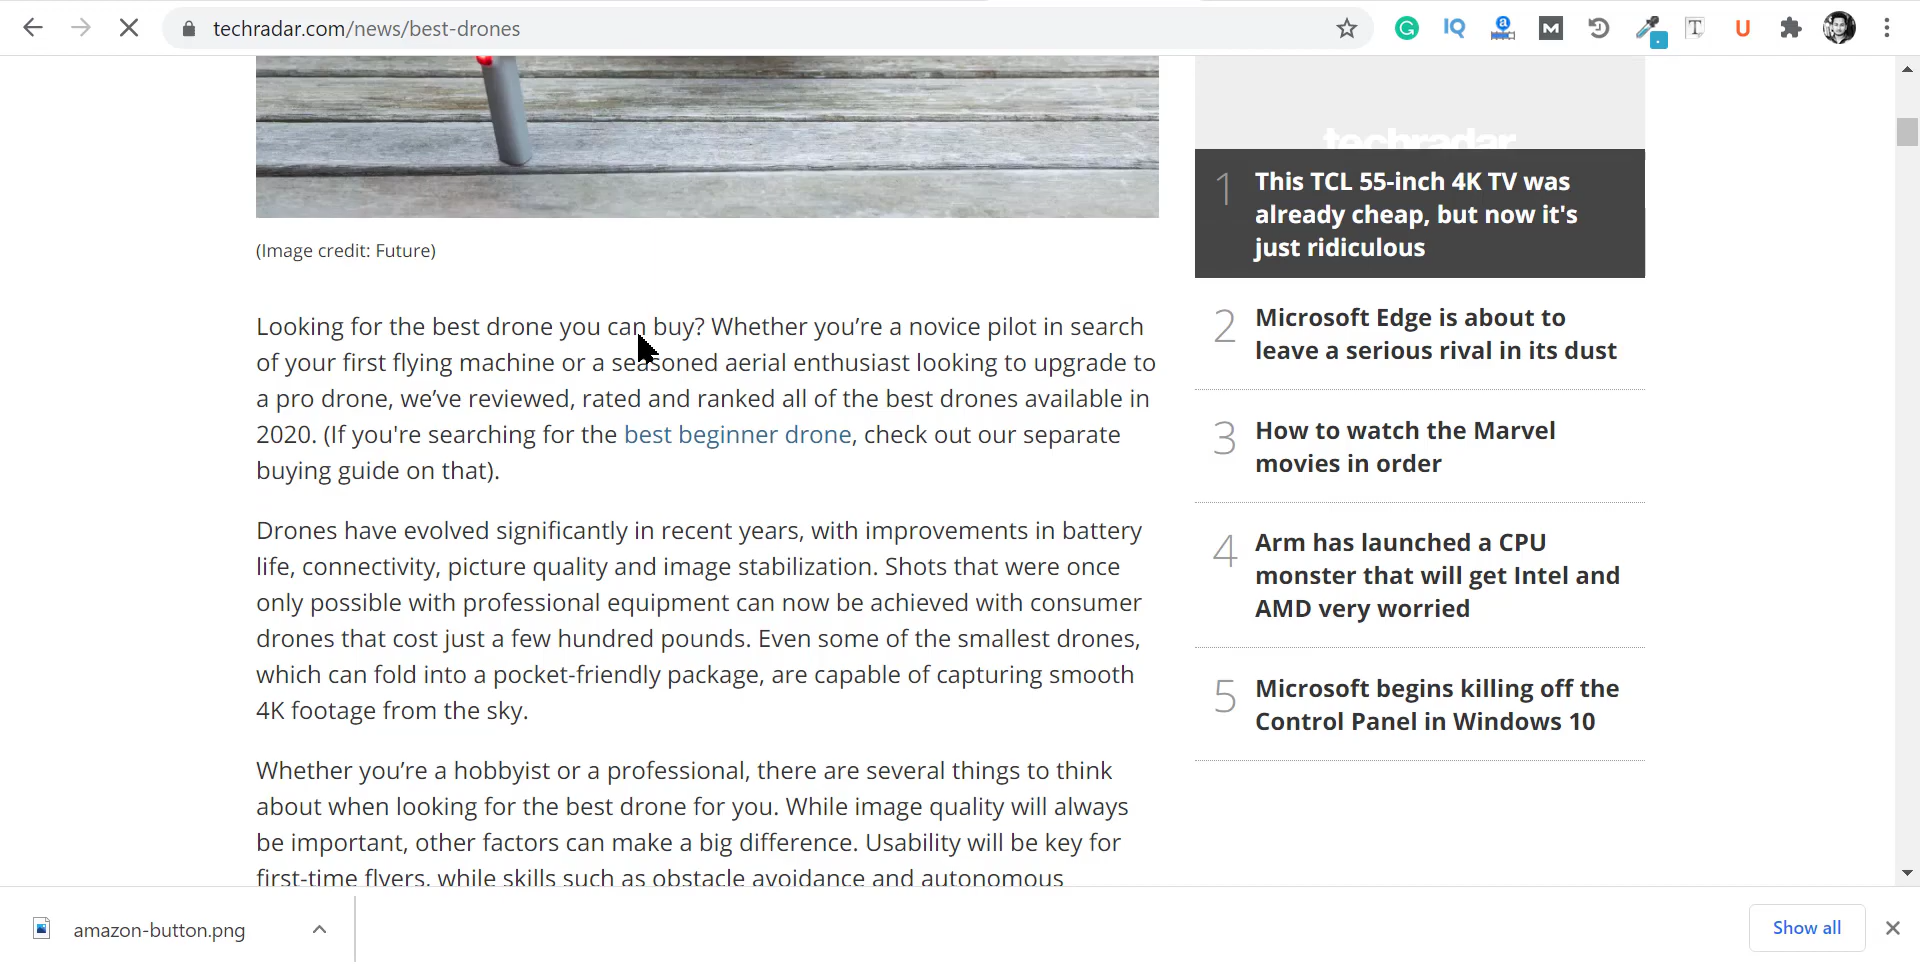 techradar.com/news/best-drones
techradar
(Image credit: Future)
Looking for the best drone you can buy? Whether you’re a novice pilot in search
of your first flying machine or a seasoned aerial enthusiast looking to upgrade to
a pro drone, we’ve reviewed, rated and ranked all of the best drones available in
2020. (If you're searching for the best beginner drone, check out our separate
buying guide on that).
Drones have evolved significantly in recent years, with improvements in battery
life, connectivity, picture quality and image stabilization. Shots that were once
only possible with professional equipment can now be achieved with consumer
drones that cost just a few hundred pounds. Even some of the smallest drones,
which can fold into a pocket-friendly package, are capable of capturing smooth
4K footage from the sky.
Whether you’re a hobbyist or a professional, there are several things to think
about when looking for the best drone for you. While image quality will always
be important, other factors can make a big difference. Usability will be key for
first-time flyers, while skills such as obstacle avoidance and autonomous
1 This TCL 55-inch 4K TV was
already cheap, but now it's
just ridiculous
2 Microsoft Edge is about to
leave a serious rival in its dust
3 How to watch the Marvel
movies in order
4 Arm has launched a CPU
monster that will get Intel and
AMD very worried
5 Microsoft begins killing off the
Control Panel in Windows 10
amazon-button.png
Show all